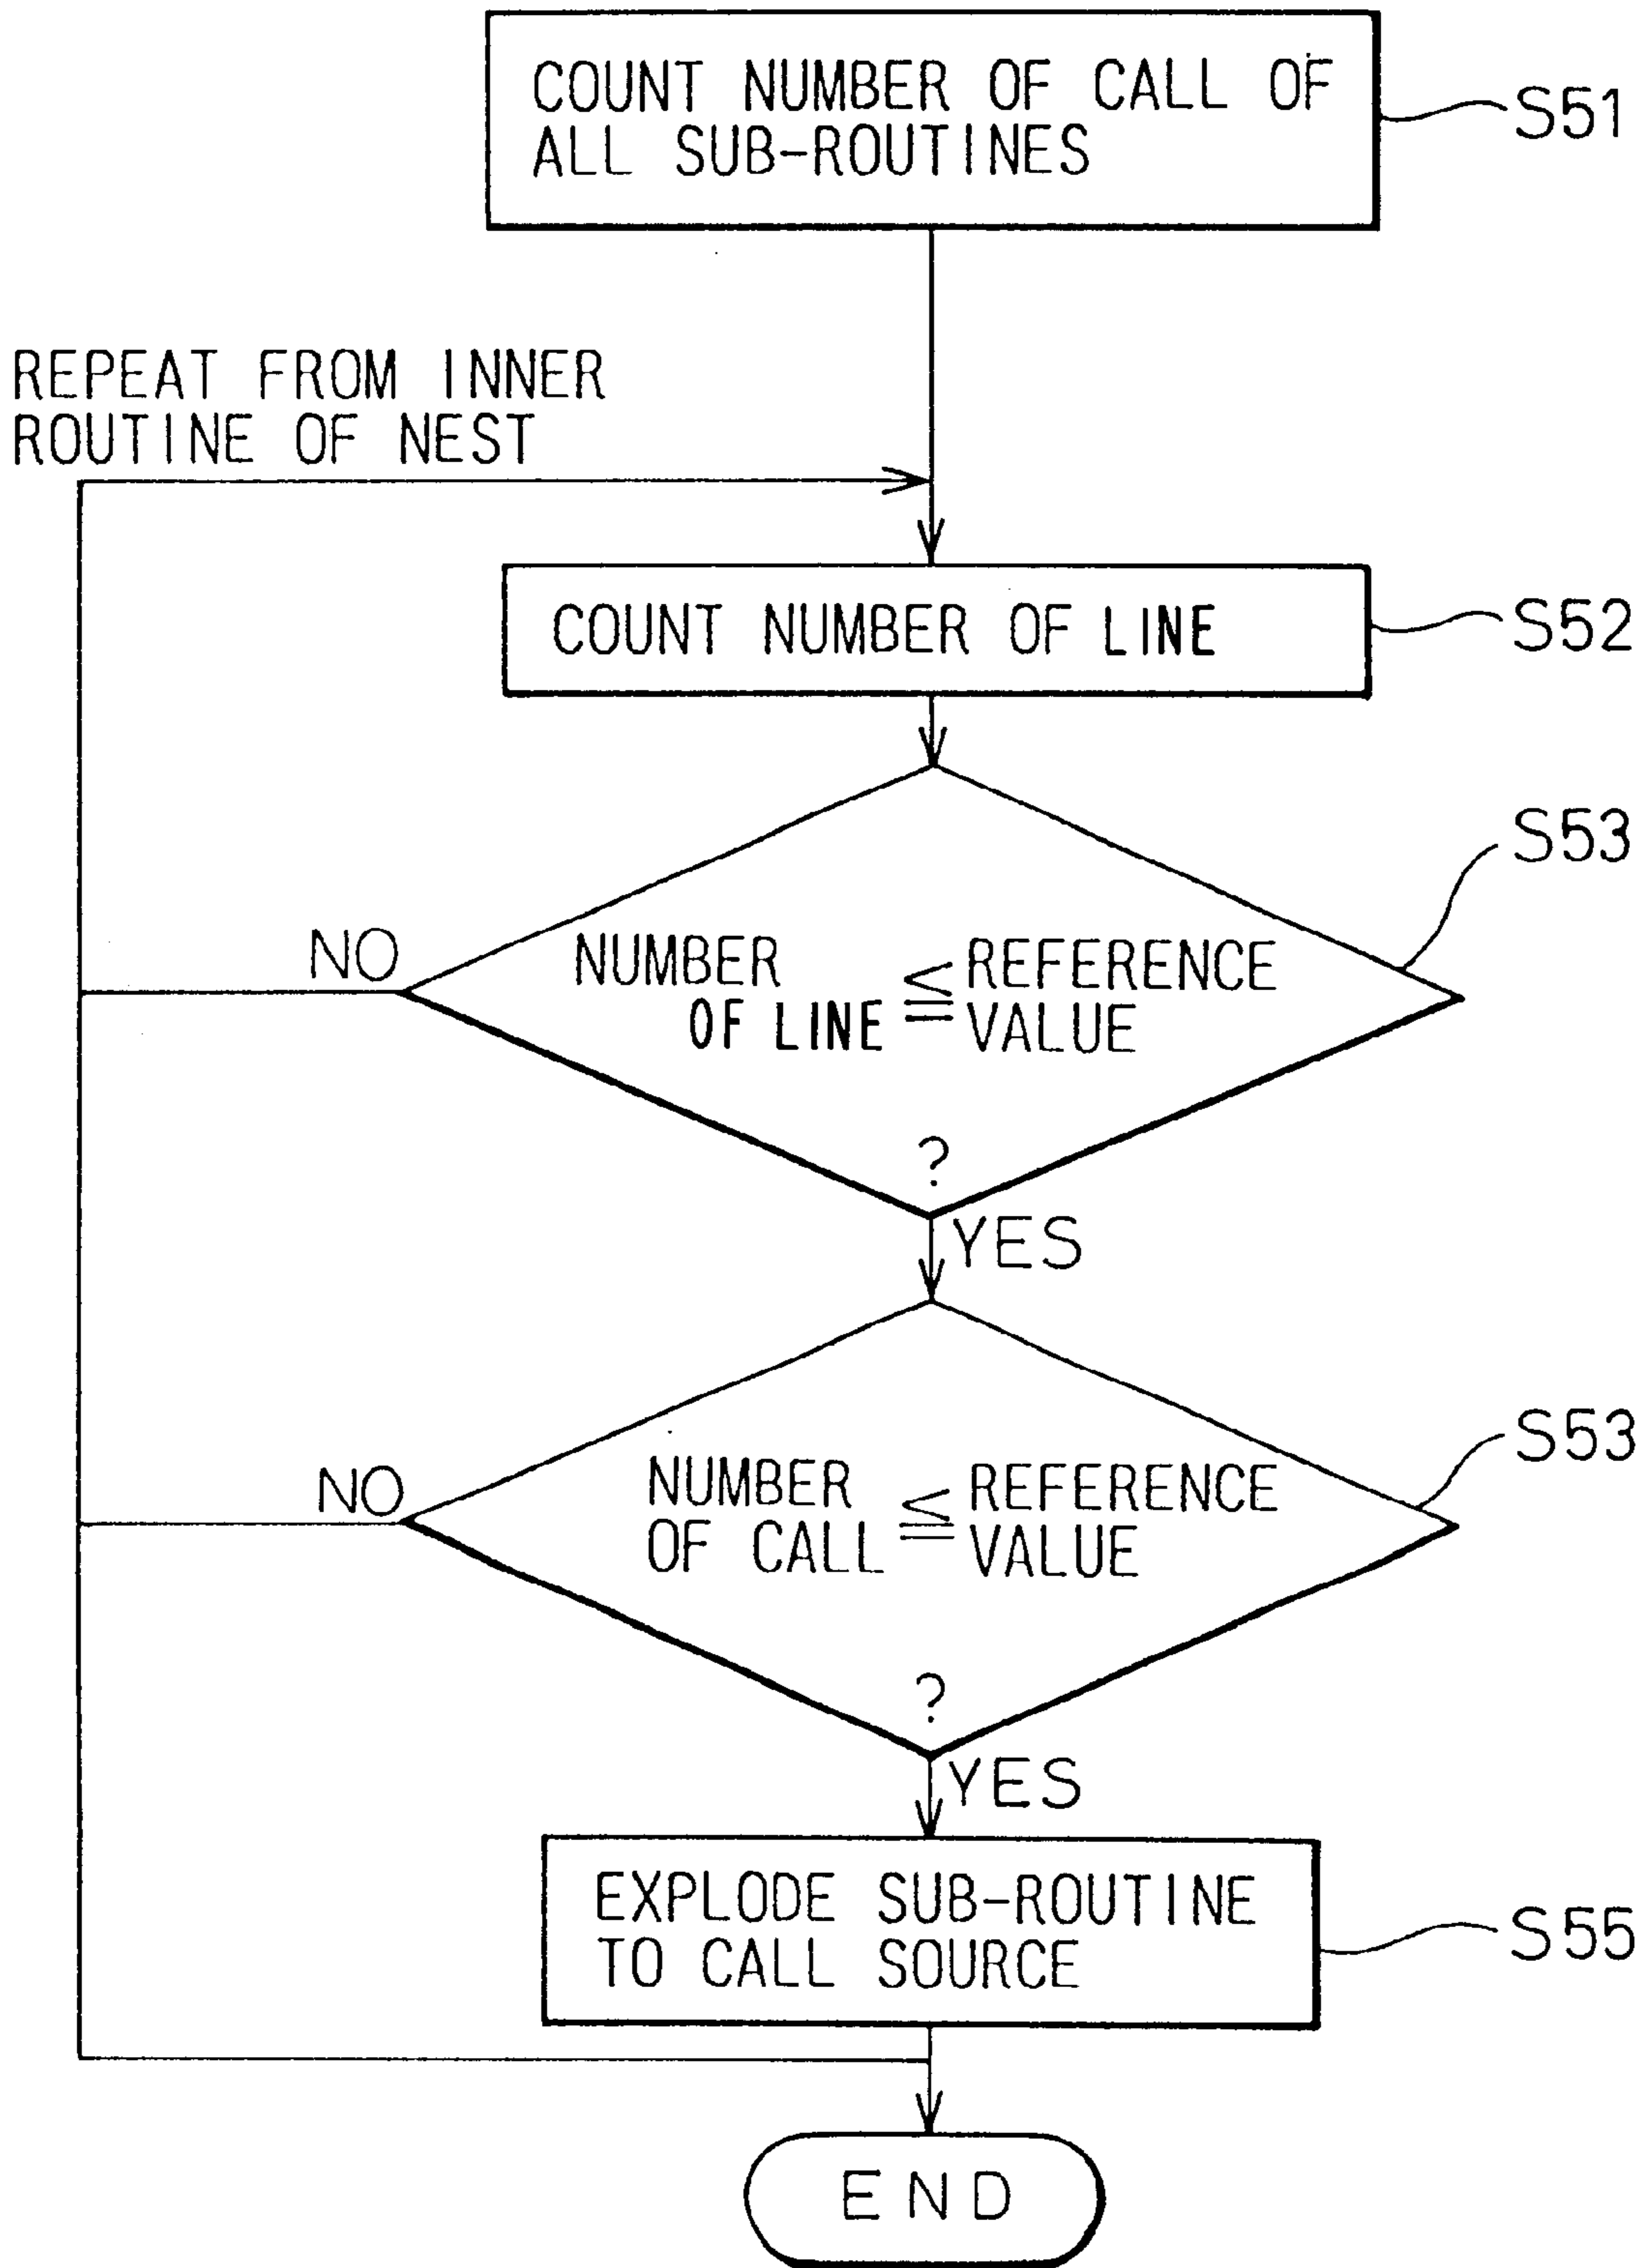 COUNT NUMBER OF CALL OF
ALL SUB-ROUTINES
S51
REPEAT FROM INNER
ROUTINE OF NEST
COUNT NUMBER OF LINE
S52
S53
NO
NUMBER ≦ REFERENCE
OF LINE VALUE
?
YES
S53
NO
NUMBER ≦ REFERENCE
OF CALL VALUE
?
YES
EXPLODE SUB-ROUTINE
TO CALL SOURCE
S55
END